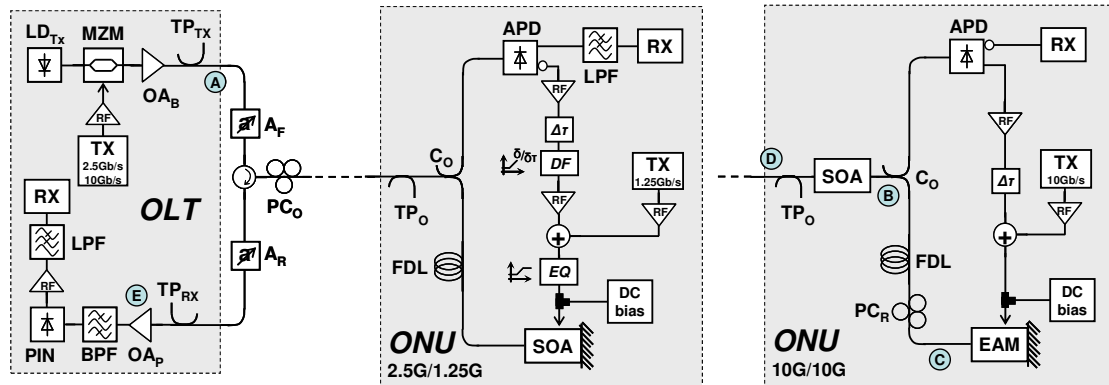 LD_Tx
MZM
TP_TX
OA_B
A
RF
TX
2.5Gb/s
10Gb/s
a
A_F
PC_O
OLT
RX
LPF
RF
a
A_R
E
TP_RX
PIN
BPF
OA_P
APD
LPF
RX
RF
Δτ
δ/δτ
DF
TX
1.25Gb/s
RF
RF
C_O
TP_O
+
FDL
EQ
DC
bias
ONU
2.5G/1.25G
SOA
APD
RX
RF
D
SOA
B
C_O
TP_O
Δτ
TX
10Gb/s
RF
+
FDL
PC_R
DC
bias
ONU
10G/10G
C
EAM